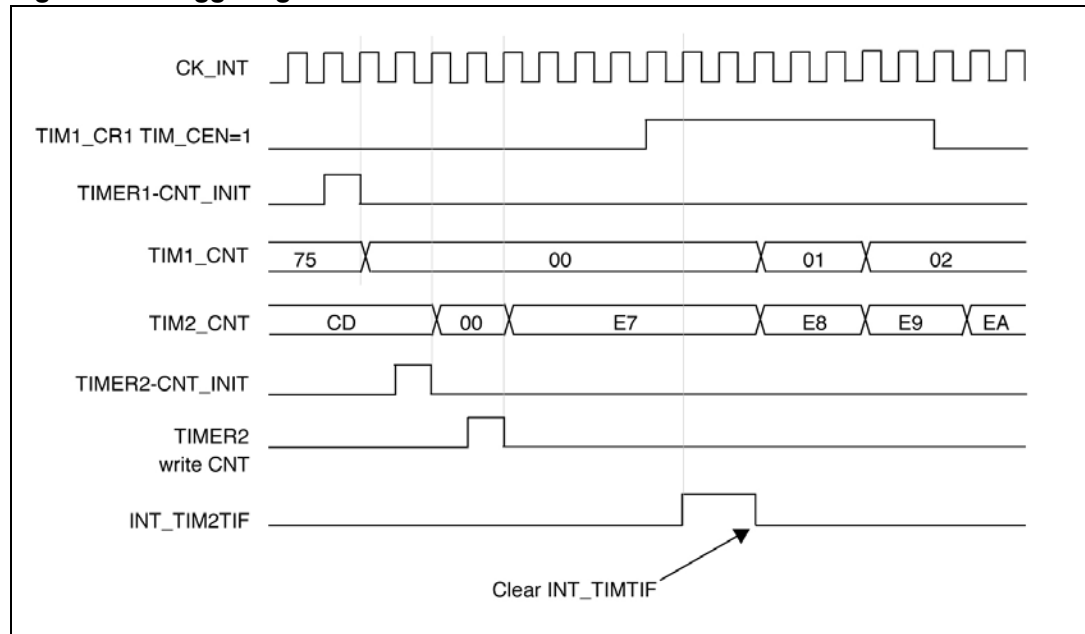 CK_INT
TIM1_CR1 TIM_CEN=1
TIMER1-CNT_INIT
TIM1_CNT 75 00 01 02
TIM2_CNT CD 00 E7 E8 E9 EA
TIMER2-CNT_INIT
TIMER2
write CNT
INT_TIM2TIF
Clear INT_TIMTIF